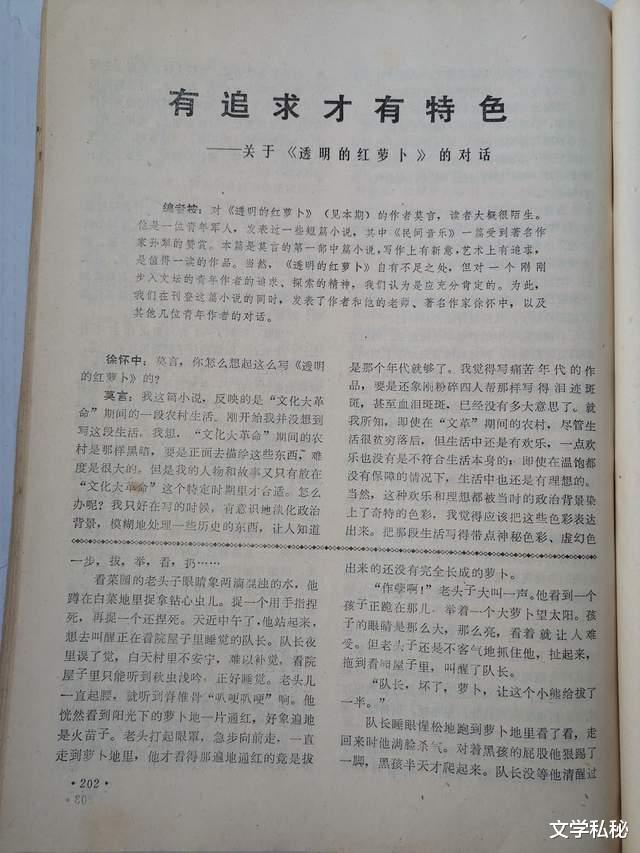 有追求才有特色
——关于《透明的红萝卜》的对话
编者按：对《透明的红萝卜》（见本期）的作者莫言，读者大概很陌生。
他是一位青年军人，发表过一些短篇小说，其中《民间音乐》一篇受到著名作
家孙犁的赞赏。本篇是莫言的第一部中篇小说，写作上有新意，艺术上有追求，
是值得一读的作品。当然，《透明的红萝卜》自有不足之处，但对一个刚刚
步入文坛的青年作者的追求、探索的精神，我们认为是应充分肯定的。为此，
我们在刊登这篇小说的同时，发表了作者和他的老师、著名作家徐怀中，以及
其他几位青年作者的对话。
徐怀中：莫言，你怎么想起这么写《透明
的红萝卜》的？
莫言：我这篇小说，反映的是“文化大革
命”期间的一段农村生活。刚开始我并没想到
写这段生活。我想，“文化大革命”期间的农
村是那样黑暗，要是正面去描绘这些东西，难
度是很大的。但是我的人物和故事又只有放在
“文化大革命”这个特定时期里才合适。怎么
办呢？我只好在写的时候，有意识地淡化政治
背景，模糊地处理一些历史的东西，让人知道
是那个年代就够了。我觉得写痛苦年代的作
品，要是还象刚粉碎四人帮那样写得泪迹斑
斑，甚至血泪斑斑，已经没有多大意思了。就
我所知，即使在“文革”期间的农村，尽管生
活很贫穷落后，但生活中还是有欢乐，一点欢
乐也没有是不符合生活本身的；即使在温饱都
没有保障的情况下，生活中也还是有理想的。
当然，这种欢乐和理想都被当时的政治背景染
上了奇特的色彩，我觉得应该把这些色彩表达
出来。把那段生活写得带点神秘色彩、虚幻色
一步，拔，举，看，扔……
看菜园的老头子眼睛象两滴混浊的水，他
蹲在白菜地里捉拿钻心虫儿。捉一个用手指捏
死，再捉一个还捏死。天近中午了，他站起来，
想去叫醒正在看院屋子里睡觉的队长。队长夜
里误了觉，白天村里不安宁，难以补觉，看院
屋子里只能听到秋虫浅吟，正好睡觉。老头儿
一直起腰，就听到脊椎骨“叭哽叭哽”响。他
恍然看到阳光下的萝卜地一片通红，好象遍地
是火苗子。老头打起眼罩，急步向前走，一直
走到萝卜地里，他才看得那遍地通红的竟是拔
出来的还没有完全长成的萝卜。
“作孽啊！”老头子大叫一声。他看到一个
孩子正跪在那儿，举着一个大萝卜望太阳。孩
子的眼睛是那么大，那么亮，看着就让人难
受。但老头子还是不客气地抓住他，扯起来，
拖到看园屋子里，叫醒了队长。
“队长，坏了，萝卜，让这个小熊给拔了
一半。”
队长睡眼惺忪地跑到萝卜地里看了看，走
回来时他满脸杀气。对着黑孩的屁股他狠踢了
一脚，黑孩半天才爬起来。队长没等他清醒过
·202·
文学私秘